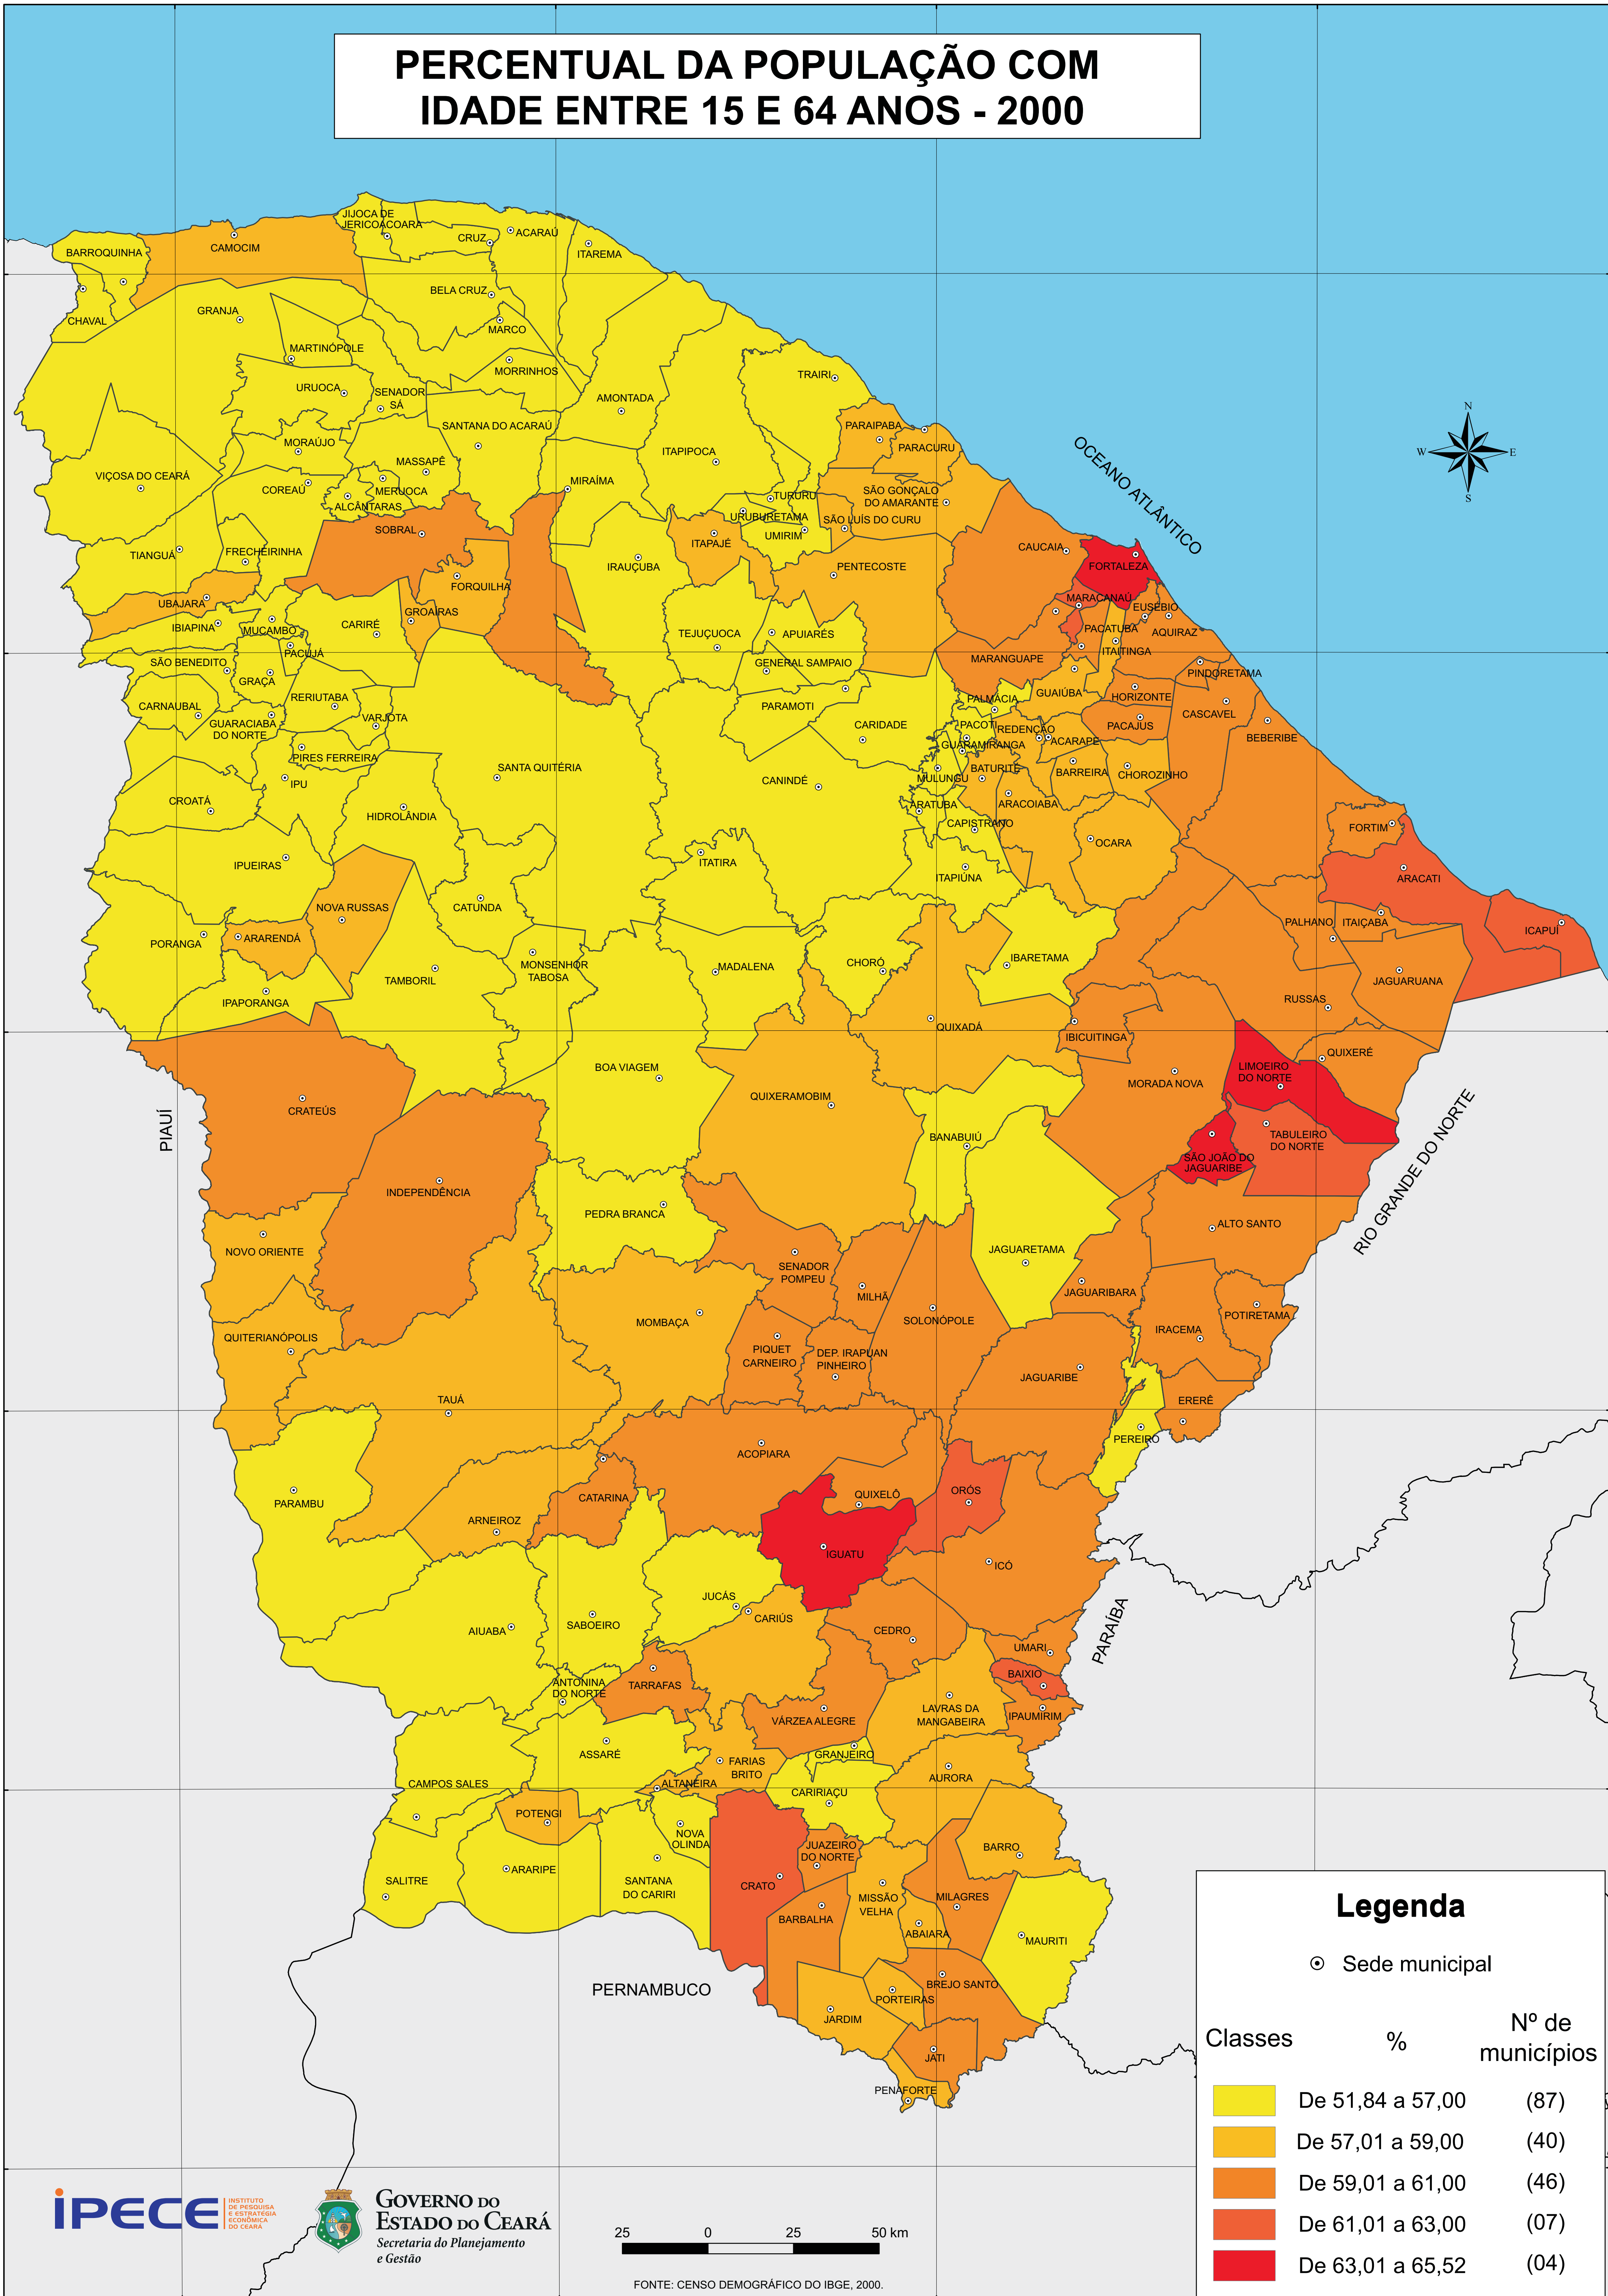 PERCENTUAL DA POPULAÇÃO COM
IDADE ENTRE 15 E 64 ANOS - 2000
JIJOCA DE
JERICOACOARA
CRUZ
ACARAÚ
ITAREMA
CAMOCIM
BARROQUINHA
BELA CRUZ
CHAVAL
GRANJA
MARCO
MARTINÓPOLE
MORRINHOS
TRAIRI
URUOCA
SENADOR
SÁ
AMONTADA
N
W
E
S
SANTANA DO ACARAÚ
PARAIPABA
PARACURU
OCEANO ATLÂNTICO
MORAÚJO
ITAPIPOCA
MASSAPÊ
VIÇOSA DO CEARÁ
MIRAÍMA
COREAÚ
MERUOCA
ALCÂNTARAS
TURURU
SÃO GONÇALO
DO AMARANTE
URUBURETAMA
SÃO LUÍS DO CURU
SOBRAL
UMIRIM
ITAPAJÉ
CAUCAIA
TIANGUÁ
FRECHEIRINHA
IRAUÇUBA
PENTECOSTE
FORTALEZA
FORQUILHA
UBAJARA
GROAÍRAS
MARACANAÚ
EUSÉBIO
IBIAPINA
MUCAMBO
CARIRÉ
TEJUÇUOCA
APUIARÉS
PACATUBA
AQUIRAZ
PACUJÁ
ITAITINGA
SÃO BENEDITO
GENERAL SAMPAIO
MARANGUAPE
PINDORETAMA
GRAÇA
RERIUTABA
PARAMOTI
PALMÁCIA
GUAIÚBA
HORIZONTE
CARNAUBAL
GUARACIABA
DO NORTE
VARJOTA
CARIDADE
PACOTI
REDENÇÃO
PACAJUS
CASCAVEL
GUARAMIRANGA
ACARAPE
BEBERIBE
PIRES FERREIRA
SANTA QUITÉRIA
CANINDÉ
MULUNGU
BATURITÉ
BARREIRA
CHOROZINHO
IPU
CROATÁ
HIDROLÂNDIA
ARATUBA
ARACOIABA
CAPISTRANO
FORTIM
OCARA
IPUEIRAS
ITATIRA
ITAPIÚNA
ARACATI
NOVA RUSSAS
CATUNDA
PALHANO
ITAIÇABA
ICAPUÍ
PORANGA
ARARENDÁ
MONSENHOR
TABOSA
MADALENA
CHORÓ
IBARETAMA
TAMBORIL
JAGUARUANA
IPAPORANGA
RUSSAS
QUIXADÁ
IBICUITINGA
QUIXERÉ
BOA VIAGEM
LIMOEIRO
DO NORTE
MORADA NOVA
CRATEÚS
QUIXERAMOBIM
PIAUÍ
BANABUIÚ
TABULEIRO
DO NORTE
SÃO JOÃO DO
JAGUARIBE
RIO GRANDE DO NORTE
INDEPENDÊNCIA
PEDRA BRANCA
ALTO SANTO
NOVO ORIENTE
JAGUARETAMA
SENADOR
POMPEU
MILHÃ
JAGUARIBARA
MOMBAÇA
SOLONÓPOLE
POTIRETAMA
QUITERIANÓPOLIS
IRACEMA
PIQUET
CARNEIRO
DEP. IRAPUAN
PINHEIRO
JAGUARIBE
TAUÁ
ERERÊ
PEREIRO
ACOPIARA
PARAMBU
CATARINA
QUIXELÔ
ORÓS
ARNEIROZ
IGUATU
ICÓ
JUCÁS
CARIÚS
AIUABA
SABOEIRO
CEDRO
PARAÍBA
UMARI
BAIXIO
ANTONINA
DO NORTE
TARRAFAS
VÁRZEA ALEGRE
LAVRAS DA
MANGABEIRA
IPAUMIRIM
ASSARÉ
GRANJEIRO
FARIAS
BRITO
AURORA
CAMPOS SALES
ALTANEIRA
CARIRIAÇU
POTENGI
NOVA
OLINDA
JUAZEIRO
DO NORTE
BARRO
ARARIPE
SALITRE
SANTANA
DO CARIRI
CRATO
MISSÃO
VELHA
MILAGRES
BARBALHA
ABAIARA
MAURITI
PERNAMBUCO
BREJO SANTO
PORTEIRAS
JARDIM
JATI
PENAFORTE
Legenda
Sede municipal
Classes % Nº de
municípios
De 51,84 a 57,00 (87)
De 57,01 a 59,00 (40)
De 59,01 a 61,00 (46)
De 61,01 a 63,00 (07)
De 63,01 a 65,52 (04)
IPECE
INSTITUTO
DE PESQUISA
E ESTRATÉGIA
ECONÔMICA
DO CEARÁ
GOVERNO DO
ESTADO DO CEARÁ
Secretaria do Planejamento
e Gestão
25 0 25 50 km
FONTE: CENSO DEMOGRÁFICO DO IBGE, 2000.